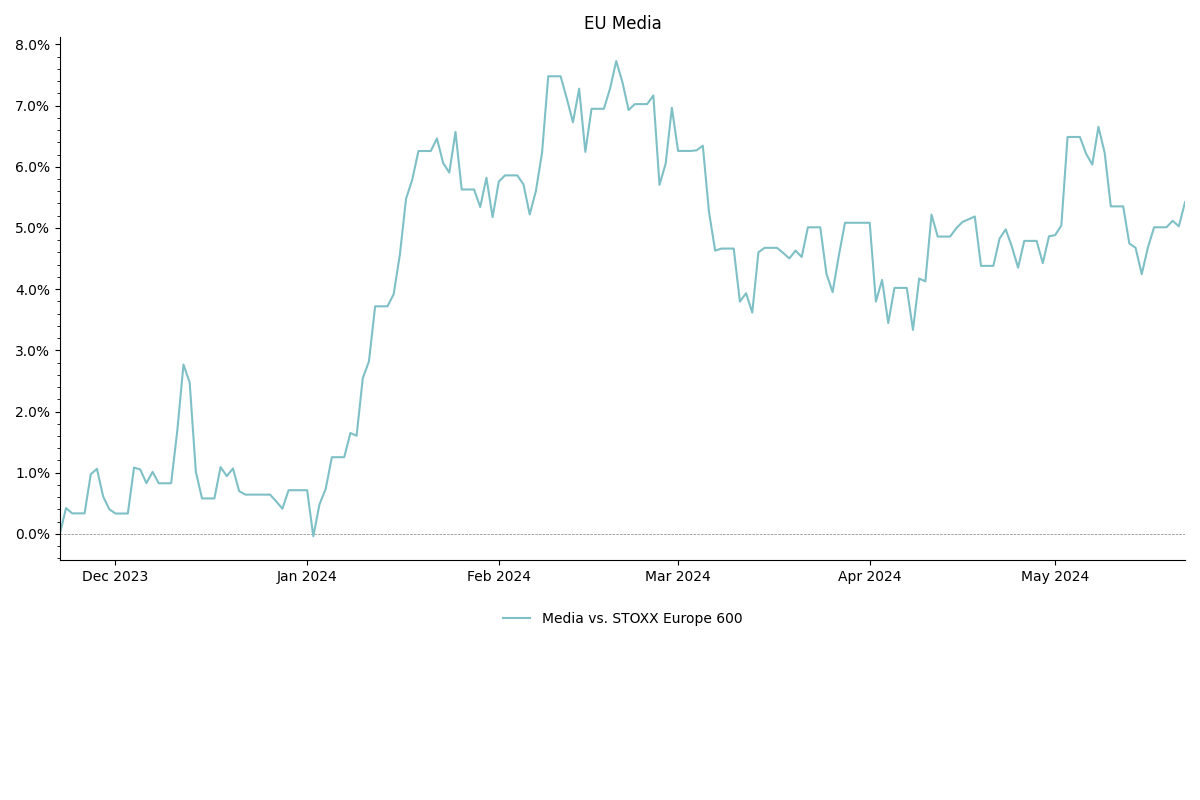 EU Media
8.0%
7.0%
6.0%
5.0%
4.0%
3.0%
2.0%
1.0%
0.0%
Dec 2023
Jan 2024
Feb 2024
Mar 2024
Apr 2024
May 2024
Media vs. STOXX Europe 600